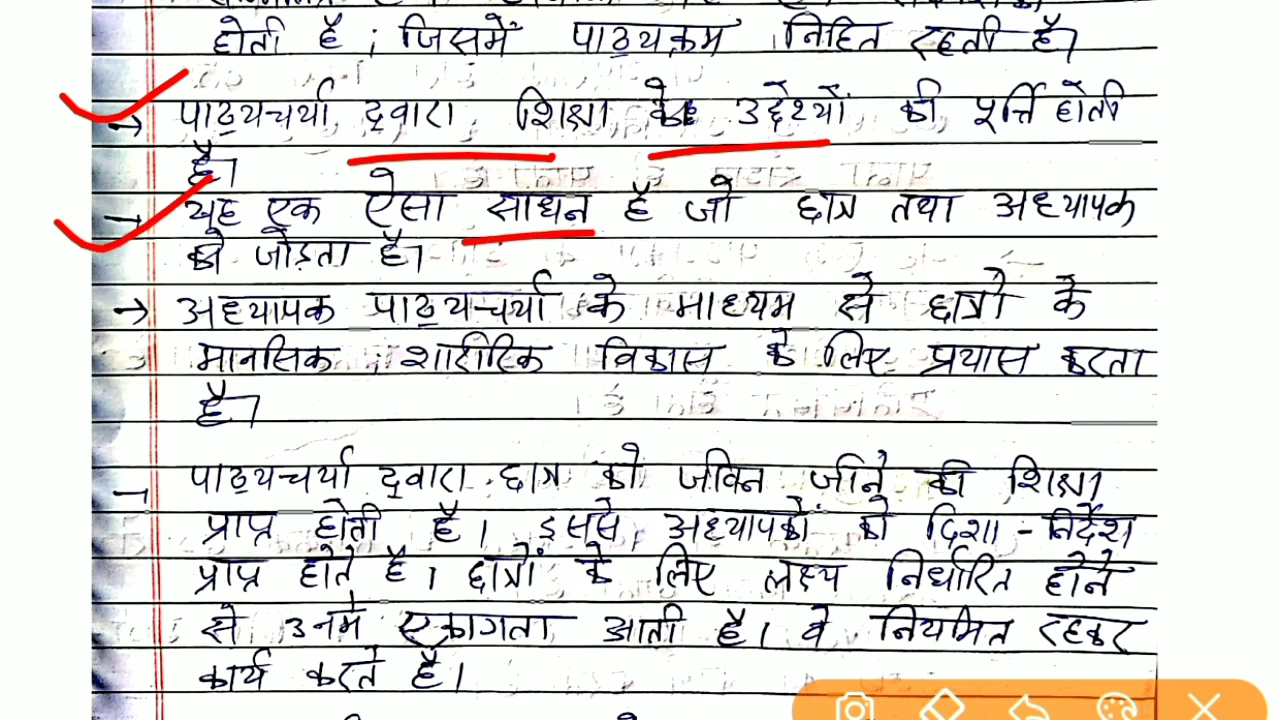 होती है ; जिसमें पाठ्यक्रम निहित रहती है।
→ पाठ्यचर्या द्वारा शिक्षा के उद्देश्यों की पूर्त्ति होती
है।
→ यह एक ऐसा साधन है जो छात्र तथा अध्यापक
को जोड़ता है।
→ अध्यापक पाठ्यचर्या के माध्यम से छात्रो के
मानसिक , शारीरिक विकास के लिए प्रयास करता
है।
→ पाठ्यचर्या द्वारा छात्र को जीवन जीने की शिक्षा
प्राप्त होती है। इससे अध्यापकों को दिशा - निर्देश
प्राप्त होते है। छात्रों के लिए लक्ष्य निर्धारित होने
से उनमे एकाग्रता आती है। वे नियमित रहकर
कार्य करते है।